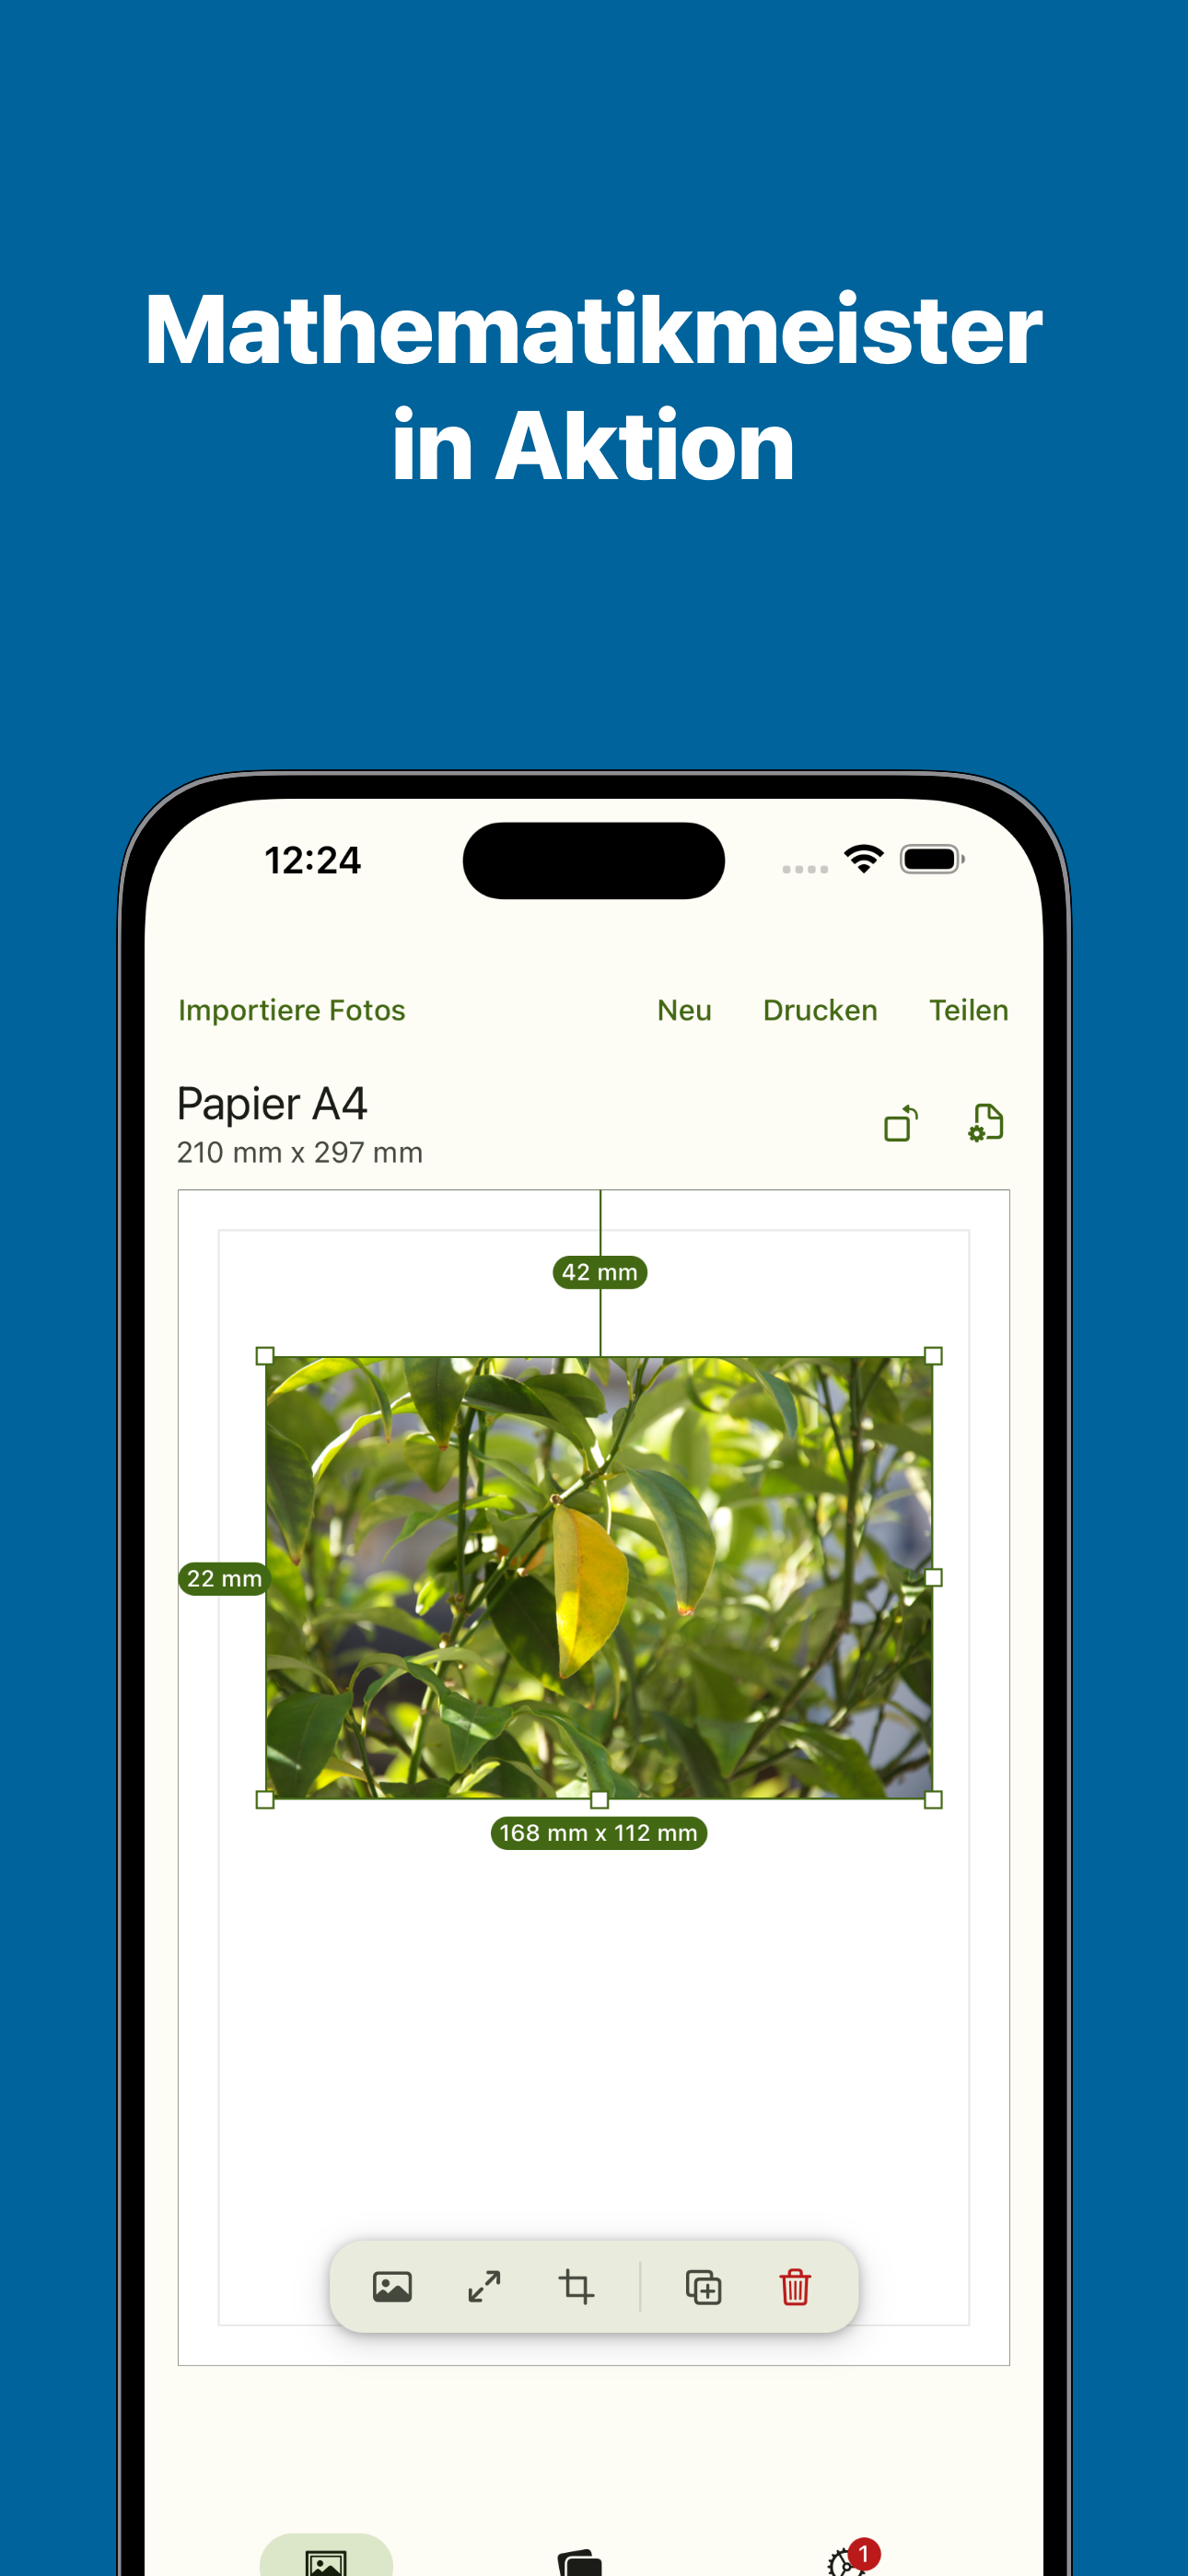 Mathematikmeister
in Aktion
12:24
Importiere Fotos Neu Drucken Teilen
Papier A4
210 mm x 297 mm
42 mm
22 mm
168 mm x 112 mm
1